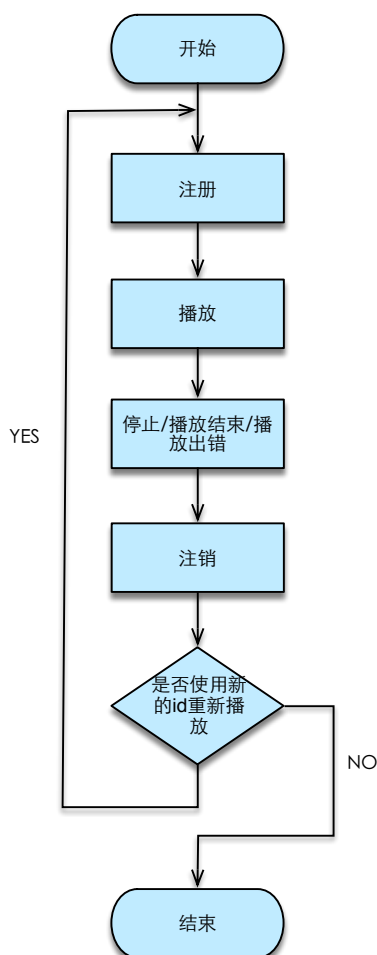 开始
注册
播放
停止/播放结束/播
放出错
YES
注销
是否使用新
的id重新播
放
NO
结束